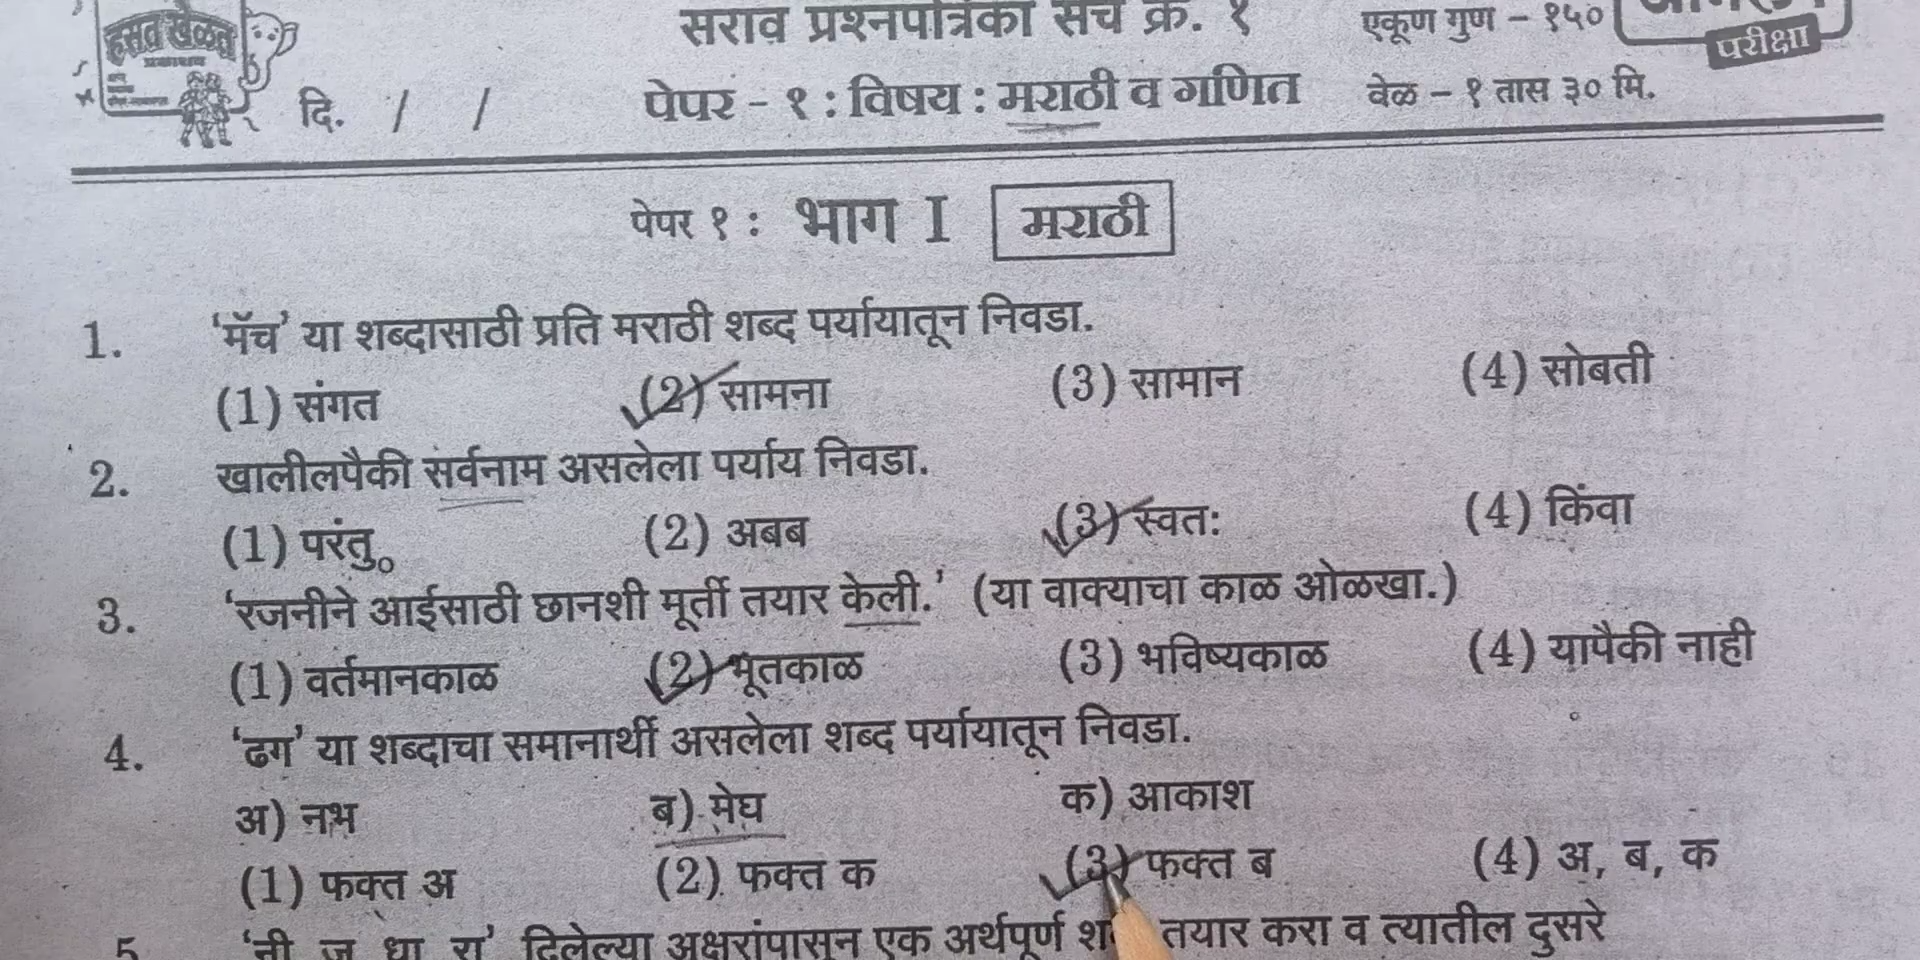 हसत खेळत
सराव प्रश्नपत्रिका संच क्र. १
एकूण गुण – १५०
परीक्षा
दि. / /
पेपर - १ : विषय : मराठी व गणित
वेळ – १ तास ३० मि.
पेपर १ : भाग I मराठी
1. ‘मॅच’ या शब्दासाठी प्रति मराठी शब्द पर्यायातून निवडा.
(1) संगत (2) सामना (3) सामान (4) सोबती
2. खालीलपैकी सर्वनाम असलेला पर्याय निवडा.
(1) परंतु (2) अबब (3) स्वतः (4) किंवा
3. ‘रजनीने आईसाठी छानशी मूर्ती तयार केली.’ (या वाक्याचा काळ ओळखा.)
(1) वर्तमानकाळ (2) भूतकाळ (3) भविष्यकाळ (4) यापैकी नाही
4. ‘ढग’ या शब्दाचा समानार्थी असलेला शब्द पर्यायातून निवडा.
अ) नभ ब) मेघ क) आकाश
(1) फक्त अ (2) फक्त क (3) फक्त ब (4) अ, ब, क
5 ‘नी ज धा रा’ दिलेल्या अक्षरांपासून एक अर्थपूर्ण तयार करा व त्यातील दुसरे